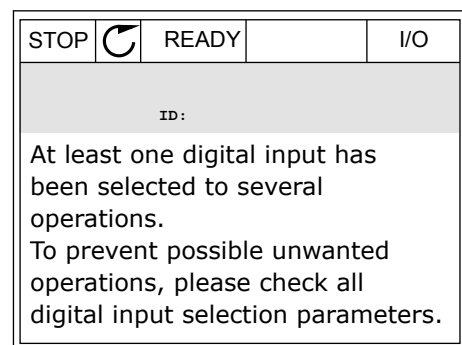 STOP READY I/O
ID:
At least one digital input has
been selected to several
operations.
To prevent possible unwanted
operations, please check all
digital input selection parameters.